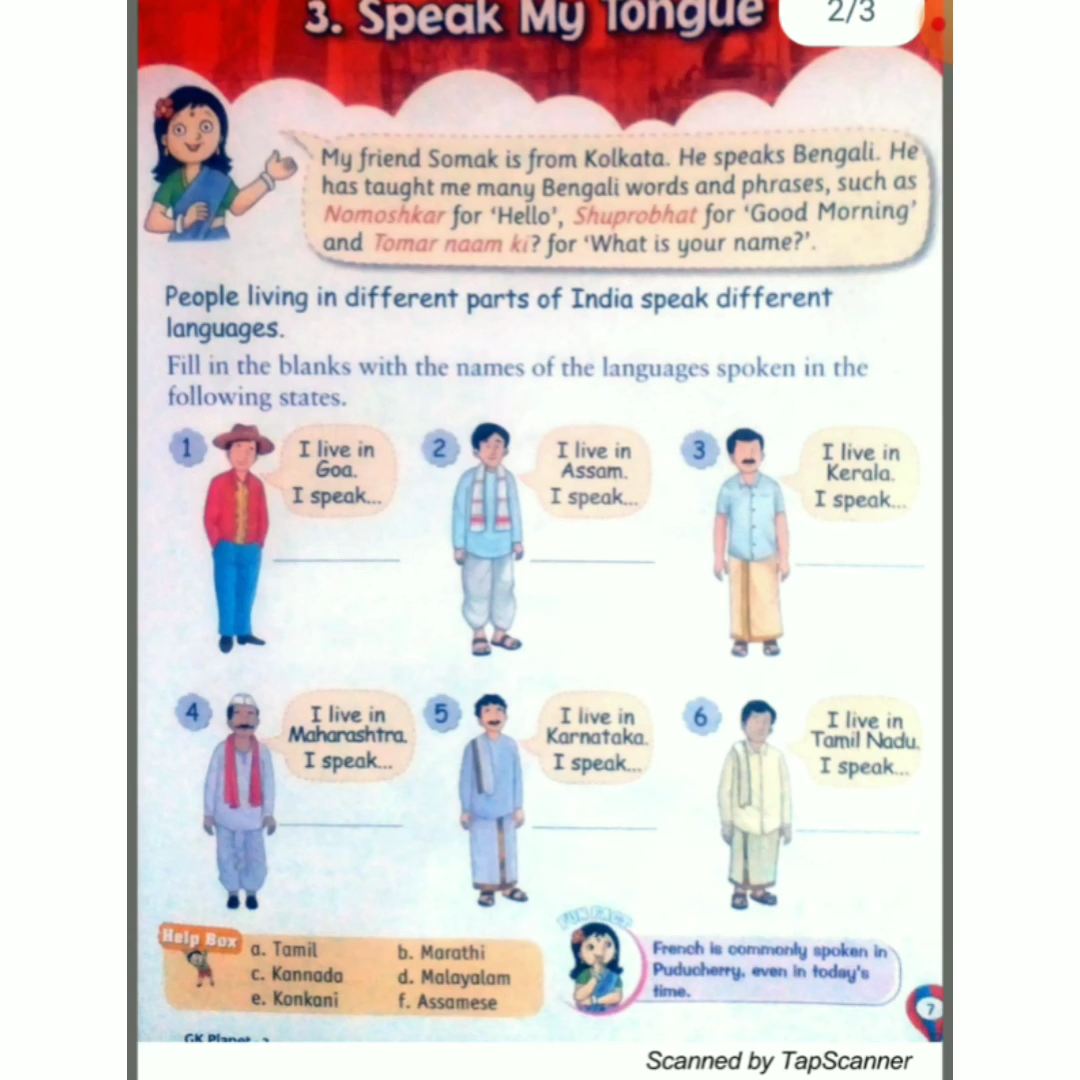 3. Speak My Tongue
2/3
My friend Somak is from Kolkata. He speaks Bengali. He
has taught me many Bengali words and phrases, such as
Nomoshkar for ‘Hello’, Shuprobhat for ‘Good Morning’
and Tomar naam ki? for ‘What is your name?’.
People living in different parts of India speak different
languages.
Fill in the blanks with the names of the languages spoken in the
following states.
1
I live in
Goa.
I speak...
2
I live in
Assam.
I speak...
3
I live in
Kerala.
I speak...
4
I live in
Maharashtra.
I speak...
5
I live in
Karnataka.
I speak...
6
I live in
Tamil Nadu.
I speak...
Help Box
a. Tamil
b. Marathi
c. Kannada
d. Malayalam
e. Konkani
f. Assamese
FUN FACT
French is commonly spoken in
Puducherry, even in today's
time.
7
GK Planet
Scanned by TapScanner